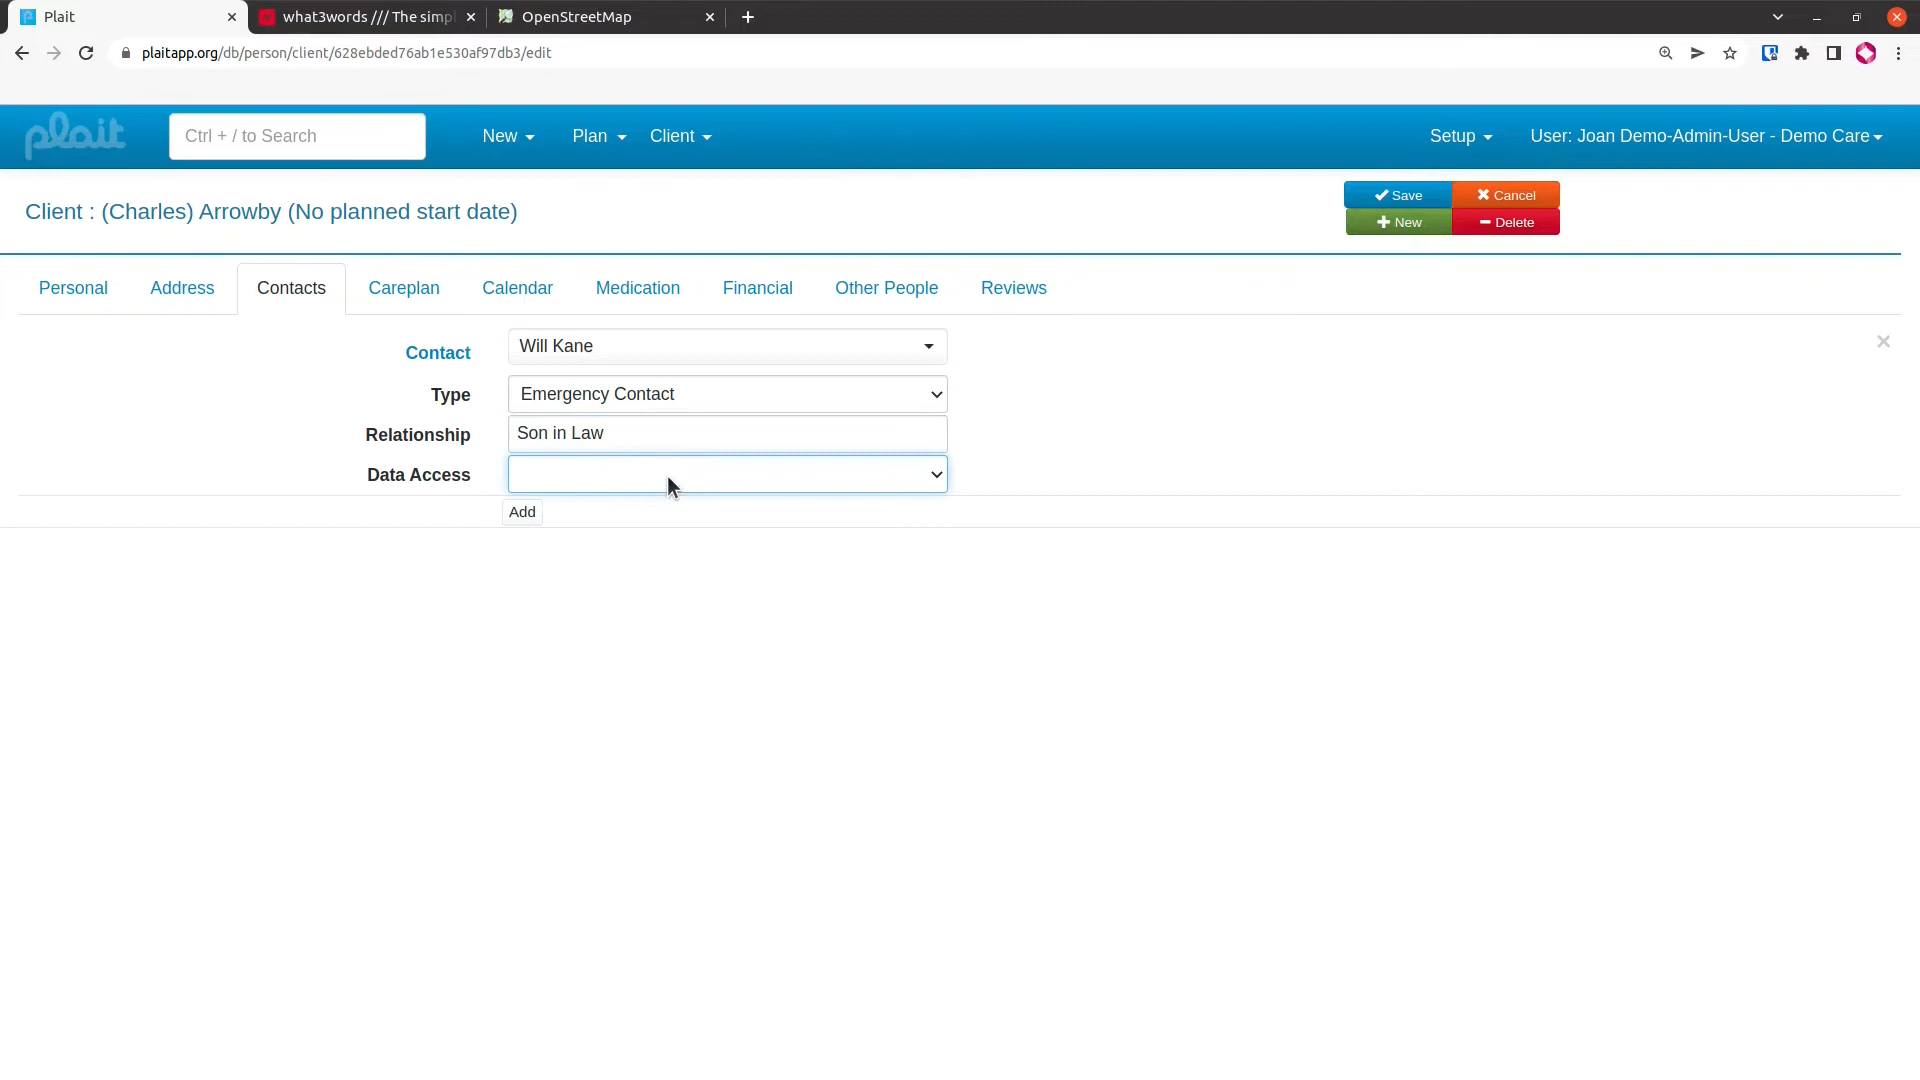 Plait
what3words /// The simpl
OpenStreetMap
plaitapp.org/db/person/client/628ebded76ab1e530af97db3/edit
plait
Ctrl + / to Search
New
Plan
Client
Setup
User: Joan Demo-Admin-User - Demo Care
Client : (Charles) Arrowby (No planned start date)
Save
Cancel
New
Delete
Personal
Address
Contacts
Careplan
Calendar
Medication
Financial
Other People
Reviews
Contact
Will Kane
Type
Emergency Contact
Relationship
Son in Law
Data Access
Add